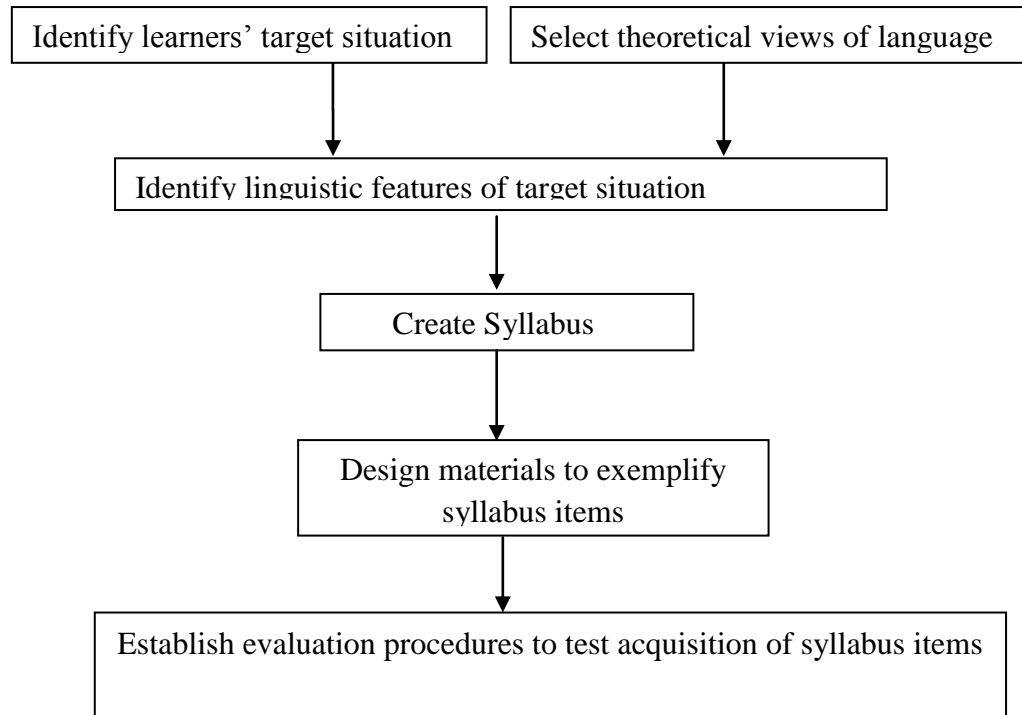 Identify learners’ target situation
Select theoretical views of language
Identify linguistic features of target situation
Create Syllabus
Design materials to exemplify
syllabus items
Establish evaluation procedures to test acquisition of syllabus items